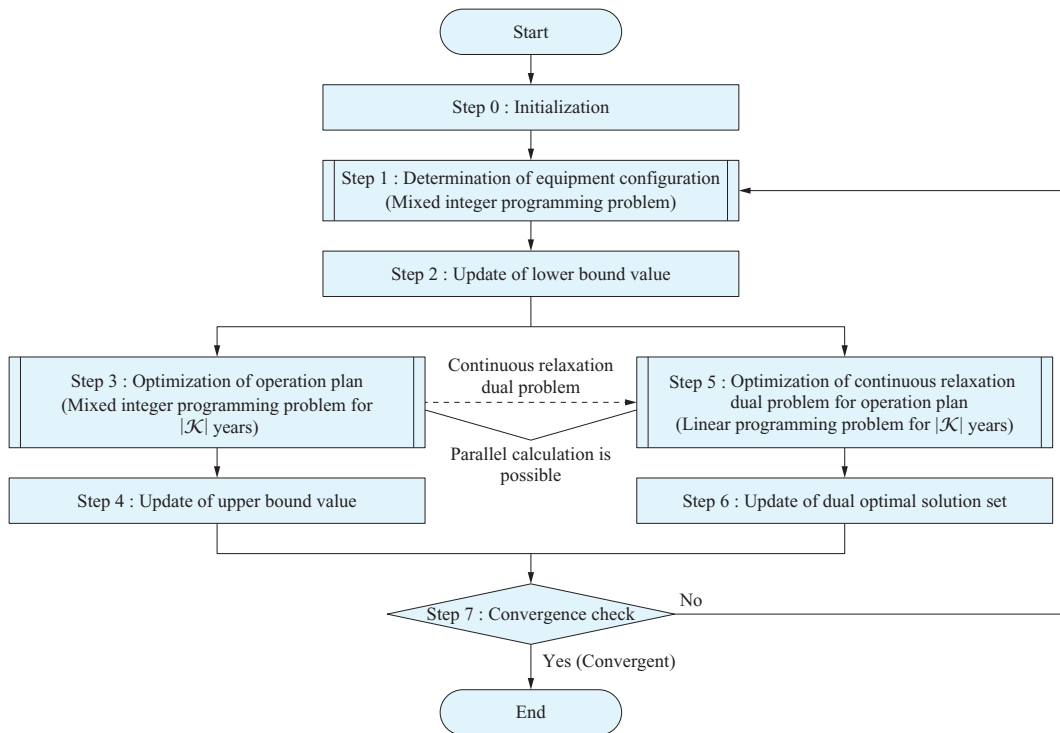 Start
Step 0 : Initialization
Step 1 : Determination of equipment configuration
(Mixed integer programming problem)
Step 2 : Update of lower bound value
Step 3 : Optimization of operation plan
(Mixed integer programming problem for
|𝒦| years)
Continuous relaxation
dual problem
Step 5 : Optimization of continuous relaxation
dual problem for operation plan
(Linear programming problem for |𝒦| years)
Parallel calculation is
possible
Step 4 : Update of upper bound value
Step 6 : Update of dual optimal solution set
Step 7 : Convergence check
No
Yes (Convergent)
End